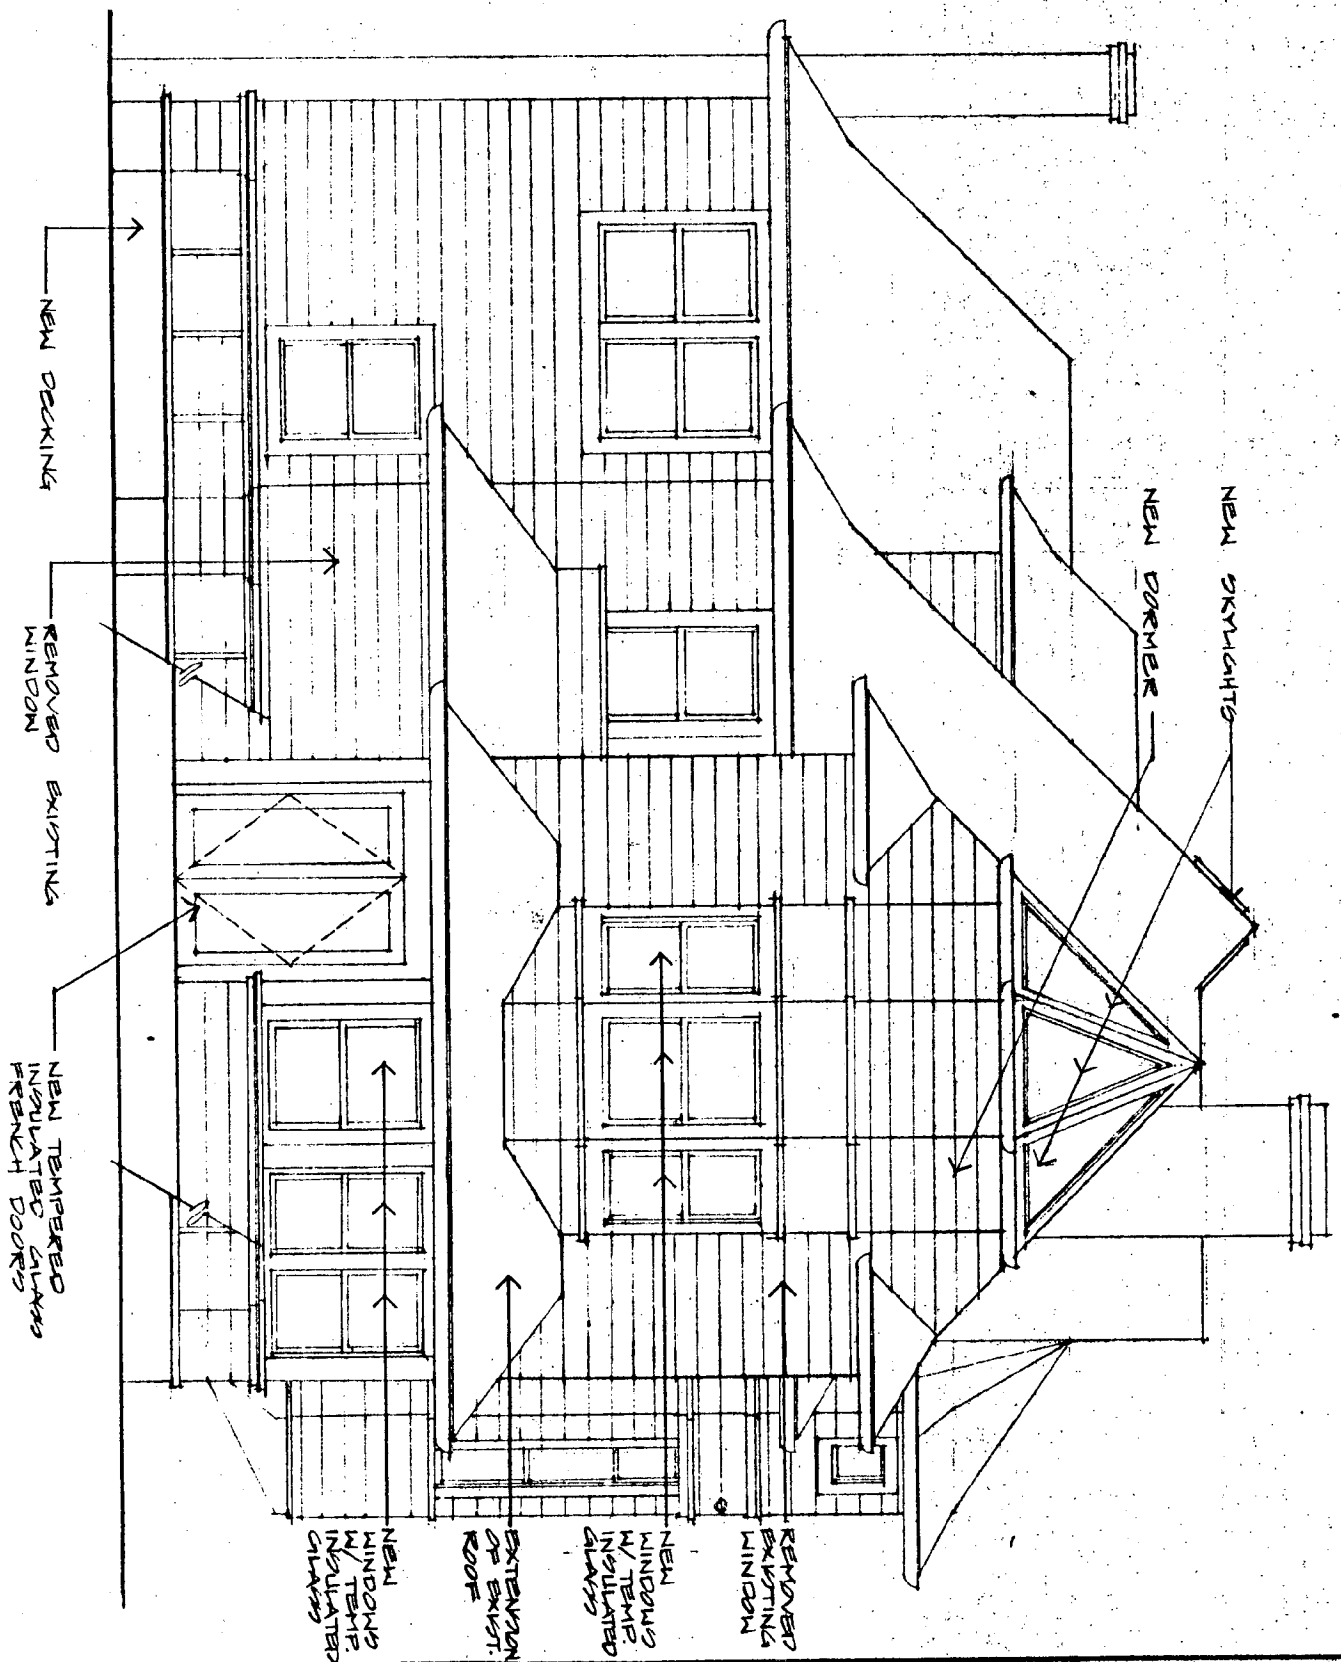 NEW SKYLIGHTS
NEW DORMER
REMOVED
EXISTING
WINDOW
NEW
WINDOWS
W/ TEMP.
INSULATED
GLASS
EXTENSION
OF EXIST.
ROOF
NEW
WINDOWS
W/ TEMP.
INSULATED
GLASS
NEW DECKING
REMOVED EXISTING
WINDOW
NEW TEMPERED
INSULATED GLASS
FRENCH DOORS